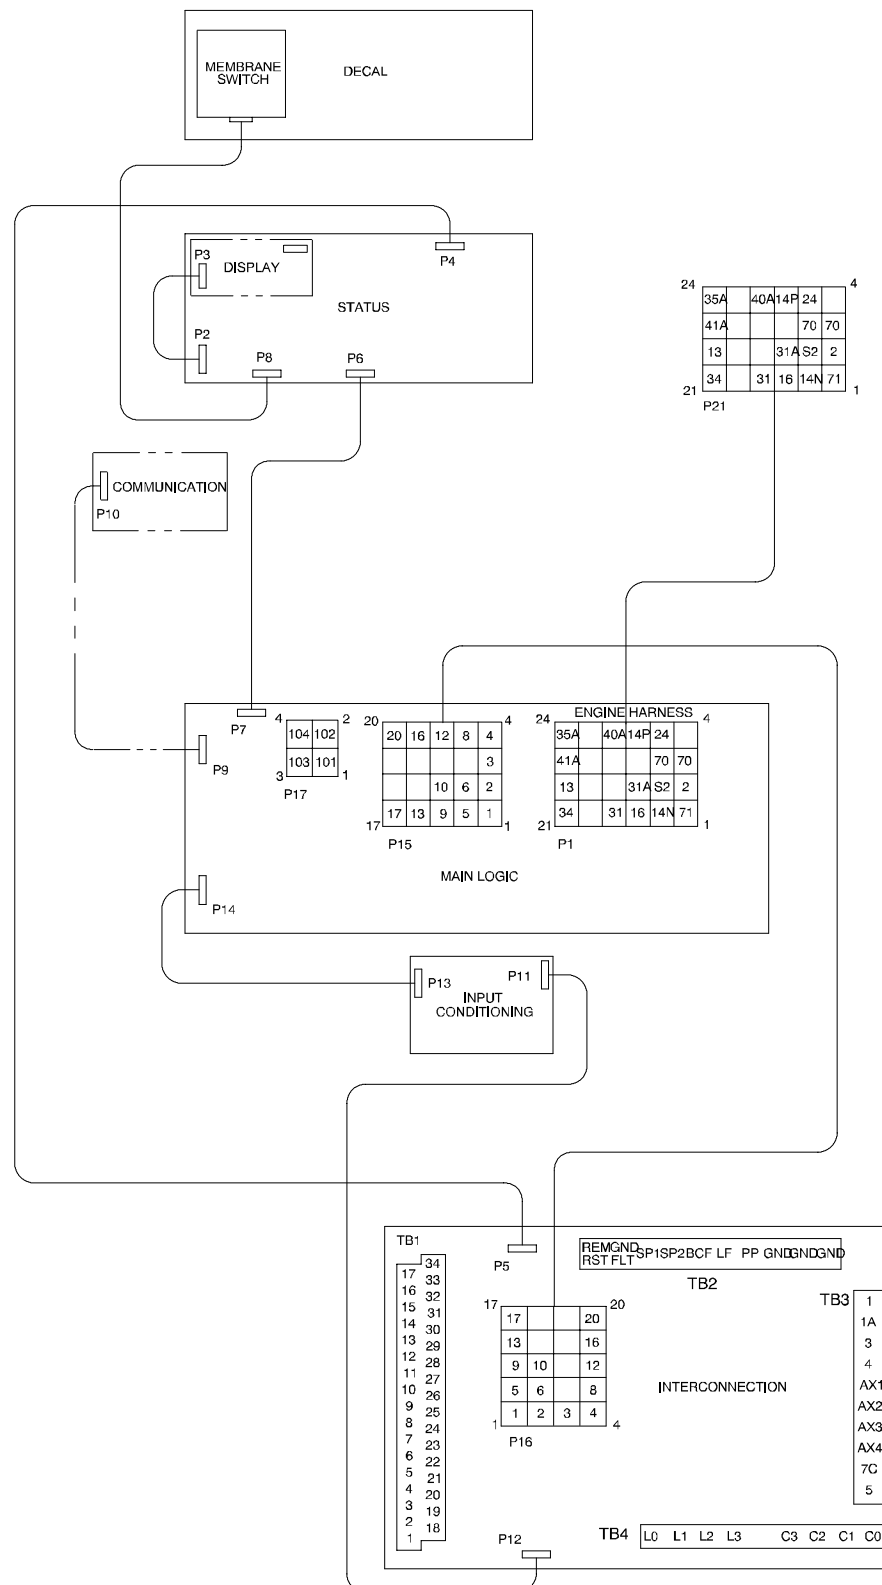 MEMBRANE
SWITCH
DECAL
P3
DISPLAY
P4
STATUS
P2
P8
P6
24
4
35A 40A 14P 24
41A 70 70
13 31A S2 2
34 31 16 14N 71
21
1
P21
COMMUNICATION
P10
ENGINE HARNESS
P7
4
2
104 102
103 101
3
1
P17
20
4
20 16 12 8 4
3
10 6 2
17 13 9 5 1
17
1
P15
24
4
35A 40A 14P 24
41A 70 70
13 31A S2 2
34 31 16 14N 71
21
1
P1
P9
MAIN LOGIC
P14
P13
P11
INPUT
CONDITIONING
TB1
P5
REM GND SP1 SP2 BCF LF PP GND GND GND
RST FLT
TB2
34
17
33
16
32
15
31
14
30
13
29
12
28
11
27
10
26
9
25
8
24
7
23
6
22
5
21
4
20
3
19
2
18
1
17
20
17 20
13 16
9 10 12
5 6 8
1 2 3 4
1
4
P16
INTERCONNECTION
TB3
1
1A
3
4
AX1
AX2
AX3
AX4
7C
5
P12
TB4
L0 L1 L2 L3 C3 C2 C1 C0